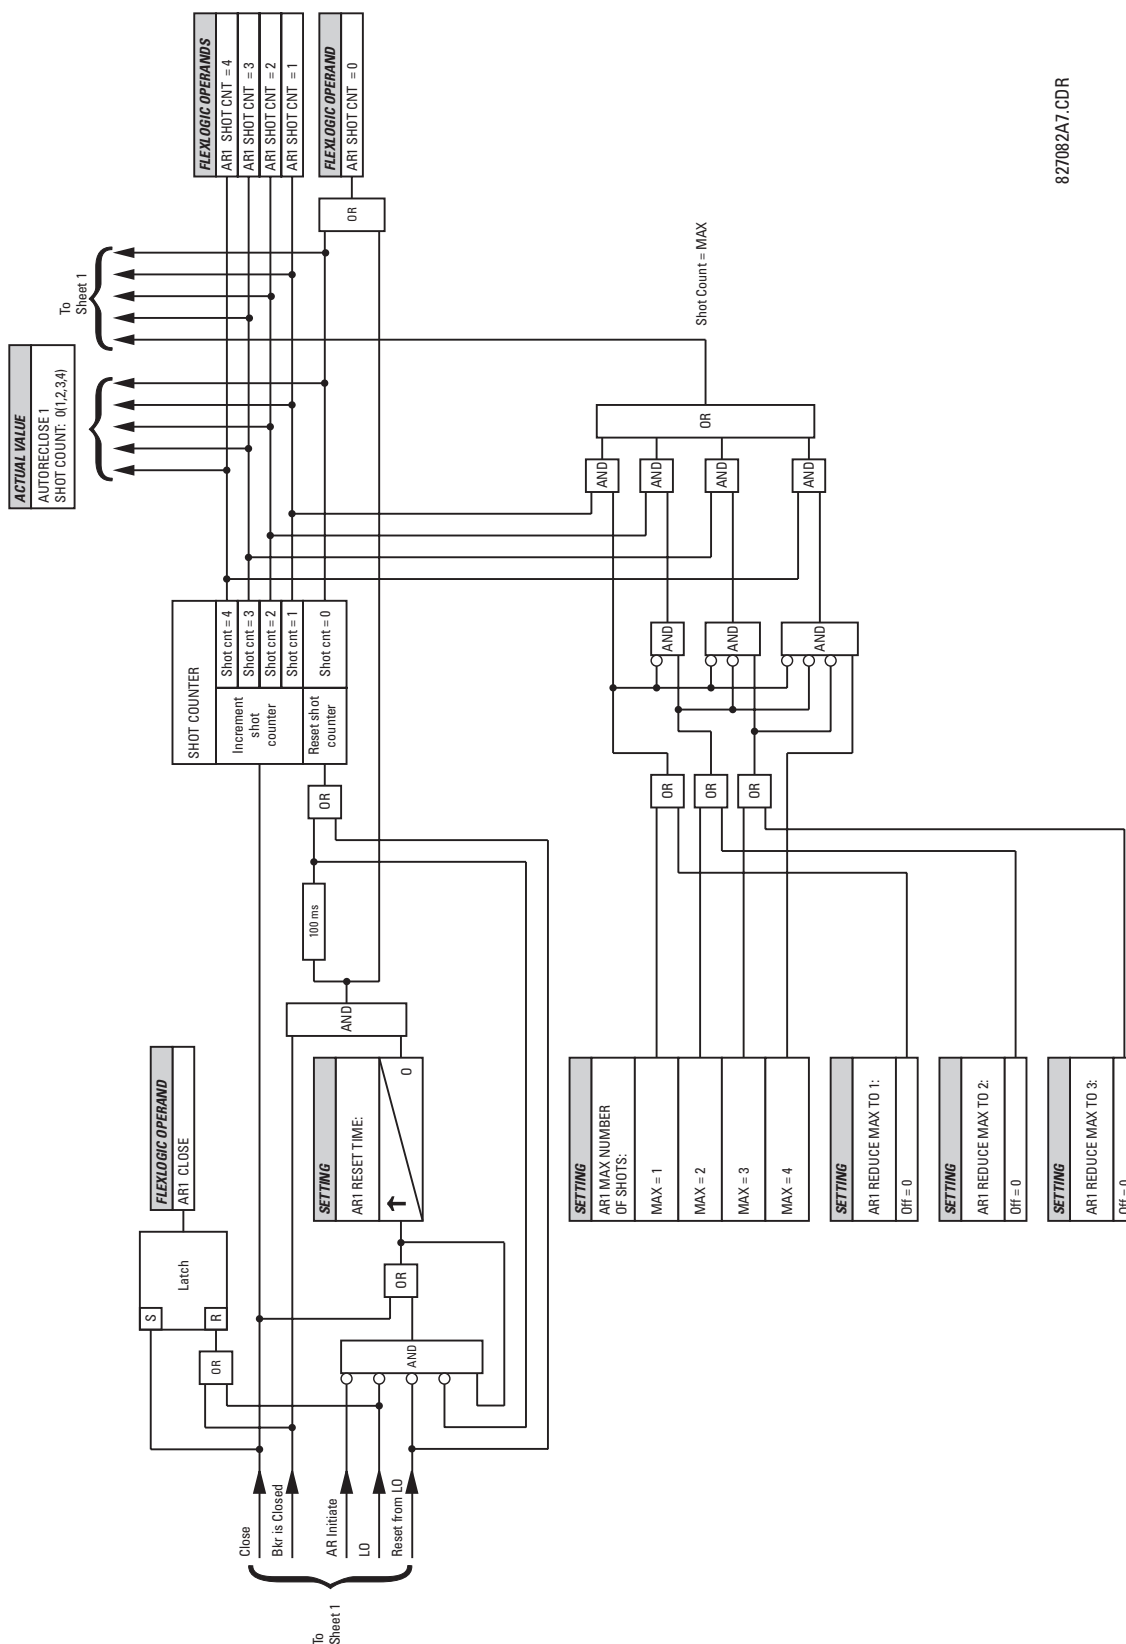 To
Sheet 1
Close
Bkr is Closed
AR Initiate
LO
Reset from LO
S
R
Latch
OR
FLEXLOGIC OPERAND
AR1 CLOSE
AND
OR
SETTING
AR1 RESET TIME:
0
AND
100 ms
OR
SHOT COUNTER
Increment
shot
counter
Reset shot
counter
Shot cnt = 4
Shot cnt = 3
Shot cnt = 2
Shot cnt = 1
Shot cnt = 0
ACTUAL VALUE
AUTORECLOSE 1
SHOT COUNT: 0(1,2,3,4)
To
Sheet 1
FLEXLOGIC OPERANDS
AR1 SHOT CNT = 4
AR1 SHOT CNT = 3
AR1 SHOT CNT = 2
AR1 SHOT CNT = 1
FLEXLOGIC OPERAND
AR1 SHOT CNT = 0
OR
SETTING
AR1 MAX NUMBER
OF SHOTS:
MAX = 1
MAX = 2
MAX = 3
MAX = 4
SETTING
AR1 REDUCE MAX TO 1:
Off = 0
SETTING
AR1 REDUCE MAX TO 2:
Off = 0
SETTING
AR1 REDUCE MAX TO 3:
Off = 0
OR
OR
OR
AND
AND
AND
AND
AND
AND
AND
OR
Shot Count = MAX
827082A7.CDR